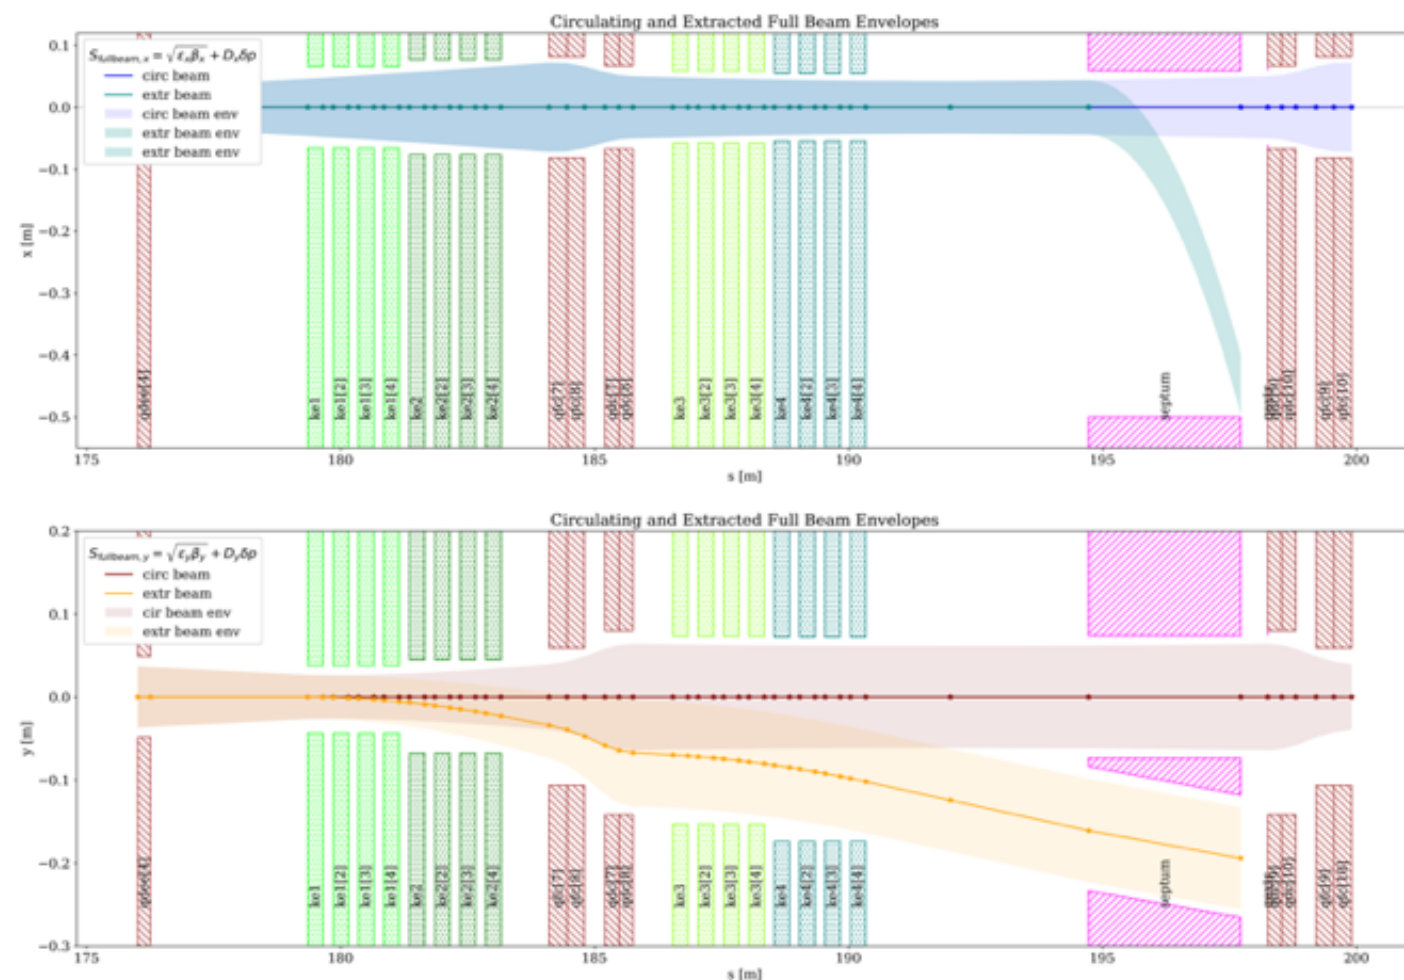 Circulating and Extracted Full Beam Envelopes
S_fullbeam,x = √ε_xβ_x + D_xδp
circ beam
extr beam
circ beam env
extr beam env
extr beam env
0.1
0.0
−0.1
−0.2
−0.3
−0.4
−0.5
x [m]
ke1
ke1[2]
ke1[3]
ke1[4]
ke2
ke2[2]
ke2[3]
ke2[4]
ke3
ke3[2]
ke3[3]
ke3[4]
ke4
ke4[2]
ke4[3]
ke4[4]
septum
175
180
185
190
195
200
s [m]
Circulating and Extracted Full Beam Envelopes
S_fullbeam,y = √ε_yβ_y + D_yδp
circ beam
extr beam
cir beam env
extr beam env
0.2
0.1
0.0
−0.1
−0.2
−0.3
y [m]
ke1
ke1[2]
ke1[3]
ke1[4]
ke2
ke2[2]
ke2[3]
ke2[4]
ke3
ke3[2]
ke3[3]
ke3[4]
ke4
ke4[2]
ke4[3]
ke4[4]
septum
175
180
185
190
195
200
s [m]